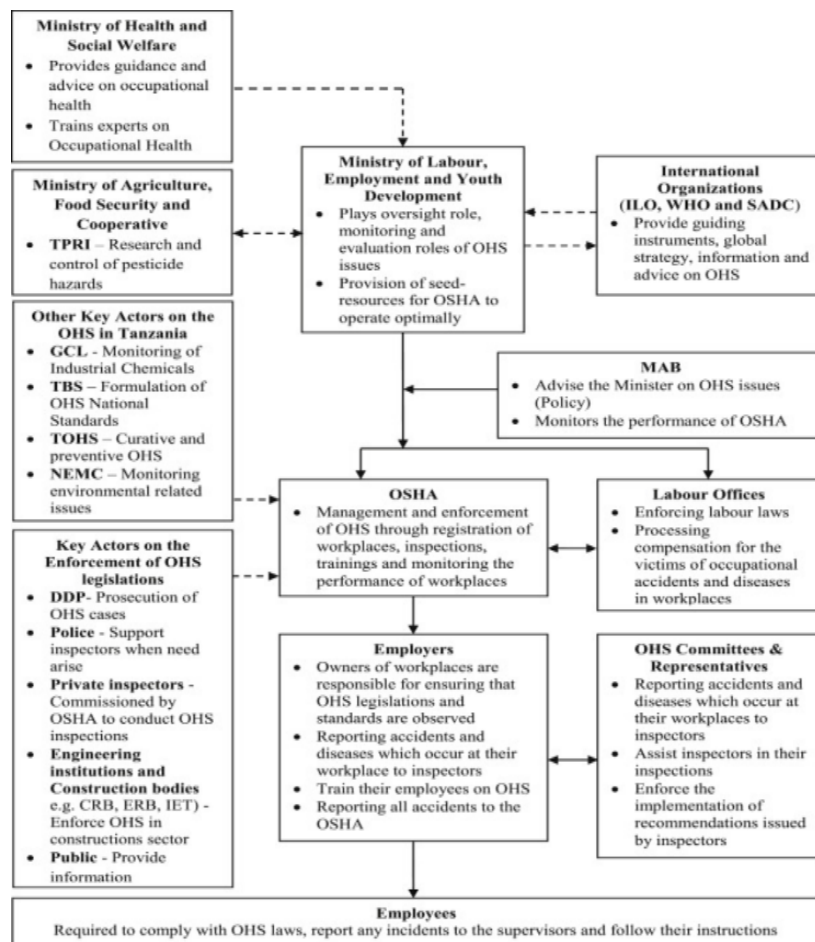 Ministry of Health and
Social Welfare
• Provides guidance and
advice on occupational
health
• Trains experts on
Occupational Health
Ministry of Agriculture,
Food Security and
Cooperative
• TPRI – Research and
control of pesticide
hazards
Other Key Actors on the
OHS in Tanzania
• GCL - Monitoring of
Industrial Chemicals
• TBS – Formulation of
OHS National
Standards
• TOHS – Curative and
preventive OHS
• NEMC – Monitoring
environmental related
issues
Key Actors on the
Enforcement of OHS
legislations
• DDP- Prosecution of
OHS cases
• Police - Support
inspectors when need
arise
• Private inspectors -
Commissioned by
OSHA to conduct OHS
inspections
• Engineering
institutions and
Construction bodies
e.g. CRB, ERB, IET) -
Enforce OHS in
constructions sector
• Public - Provide
information
Ministry of Labour,
Employment and Youth
Development
• Plays oversight role,
monitoring and
evaluation roles of OHS
issues
• Provision of seed-
resources for OSHA to
operate optimally
International
Organizations
(ILO, WHO and SADC)
• Provide guiding
instruments, global
strategy, information and
advice on OHS
MAB
• Advise the Minister on OHS issues
(Policy)
• Monitors the performance of OSHA
OSHA
• Management and enforcement
of OHS through registration of
workplaces, inspections,
trainings and monitoring the
performance of workplaces
Labour Offices
• Enforcing labour laws
• Processing
compensation for the
victims of occupational
accidents and diseases
in workplaces
Employers
• Owners of workplaces are
responsible for ensuring that
OHS legislations and
standards are observed
• Reporting accidents and
diseases which occur at their
workplace to inspectors
• Train their employees on OHS
• Reporting all accidents to the
OSHA
OHS Committees &
Representatives
• Reporting accidents and
diseases which occur at
their workplaces to
inspectors
• Assist inspectors in their
inspections
• Enforce the
implementation of
recommendations issued
by inspectors
Employees
Required to comply with OHS laws, report any incidents to the supervisors and follow their instructions